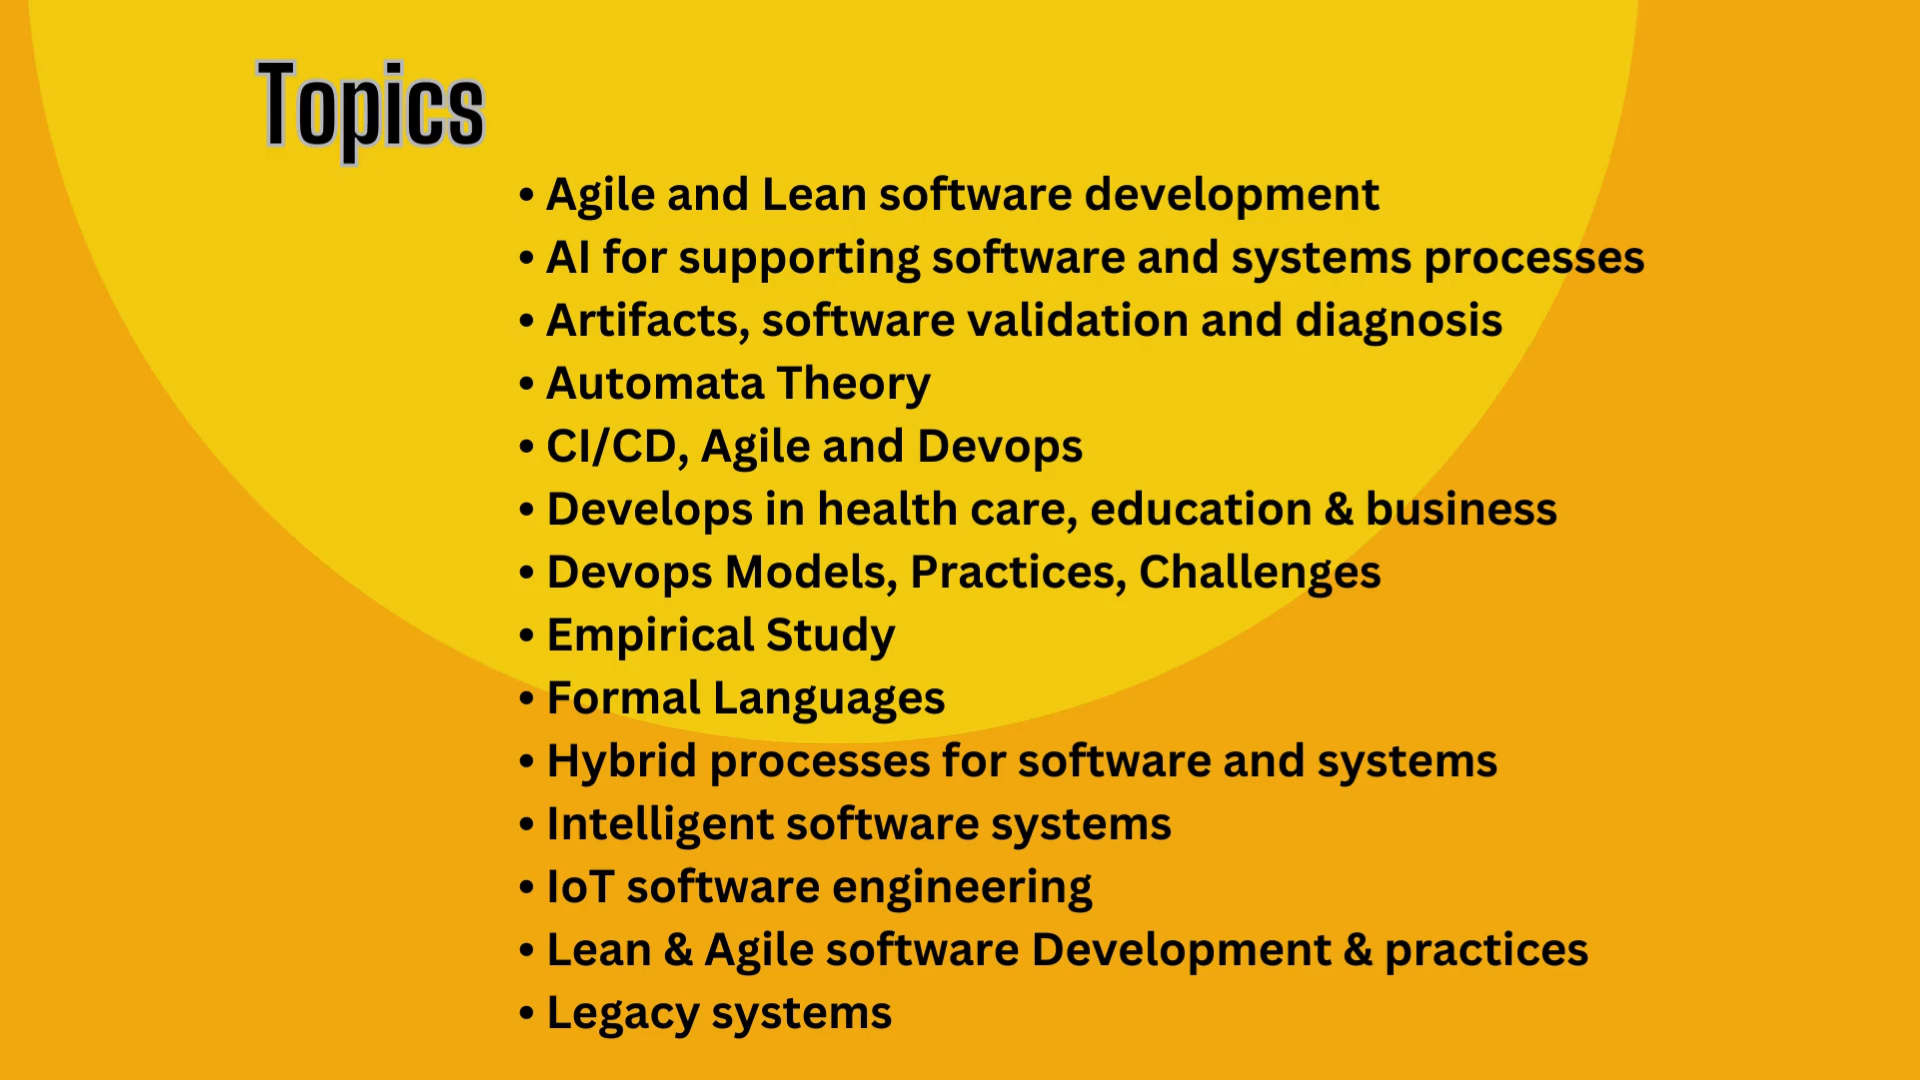 Topics
• Agile and Lean software development
• AI for supporting software and systems processes
• Artifacts, software validation and diagnosis
• Automata Theory
• CI/CD, Agile and Devops
• Develops in health care, education & business
• Devops Models, Practices, Challenges
• Empirical Study
• Formal Languages
• Hybrid processes for software and systems
• Intelligent software systems
• IoT software engineering
• Lean & Agile software Development & practices
• Legacy systems